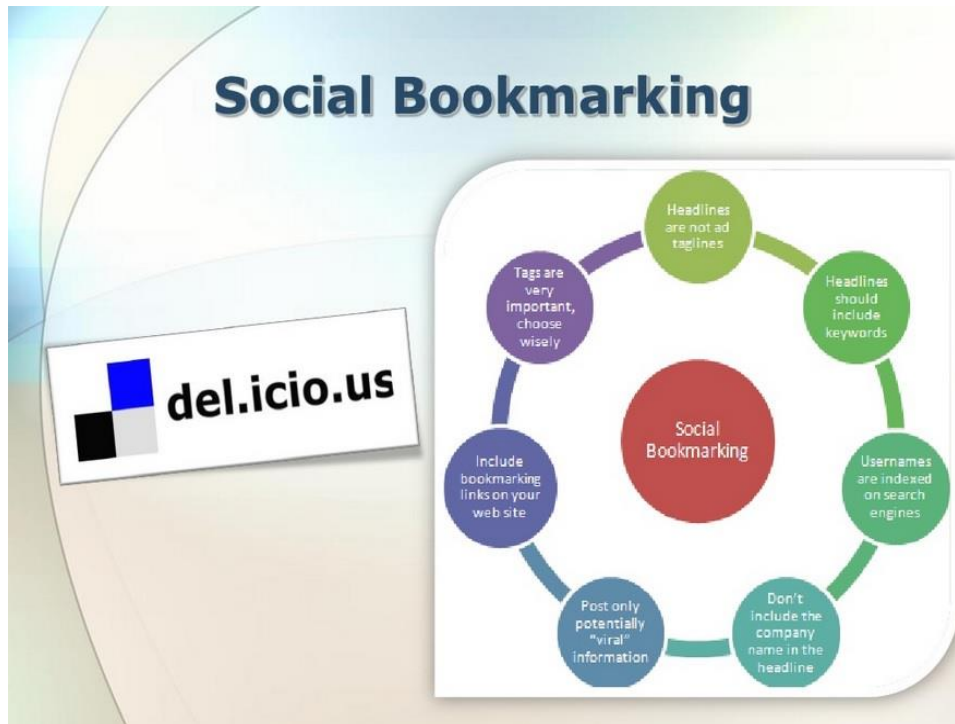 Social Bookmarking
del.icio.us
Headlines
are not ad
taglines
Headlines
should
include
keywords
Usernames
are indexed
on search
engines
Don't
include the
company
name in the
headline
Post only
potentially
"viral"
information
Include
bookmarking
links on your
web site
Tags are
very
important,
choose
wisely
Social
Bookmarking